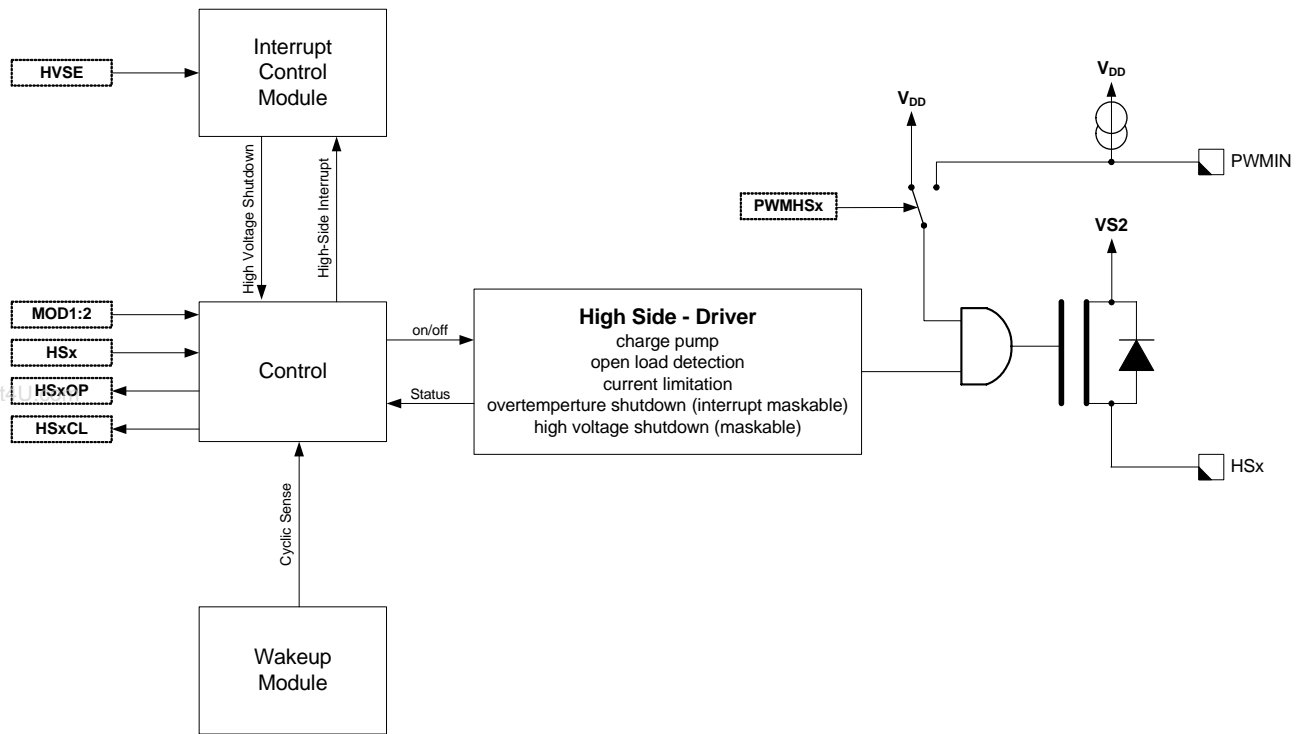 Interrupt
Control
Module
HVSE
High Voltage Shutdown
High-Side Interrupt
VDD
VDD
PWMIN
PWMHSx
VS2
MOD1:2
HSx
HSxOP
HSxCL
Control
on/off
Status
High Side - Driver
charge pump
open load detection
current limitation
overtemperture shutdown (interrupt maskable)
high voltage shutdown (maskable)
HSx
Cyclic Sense
Wakeup
Module